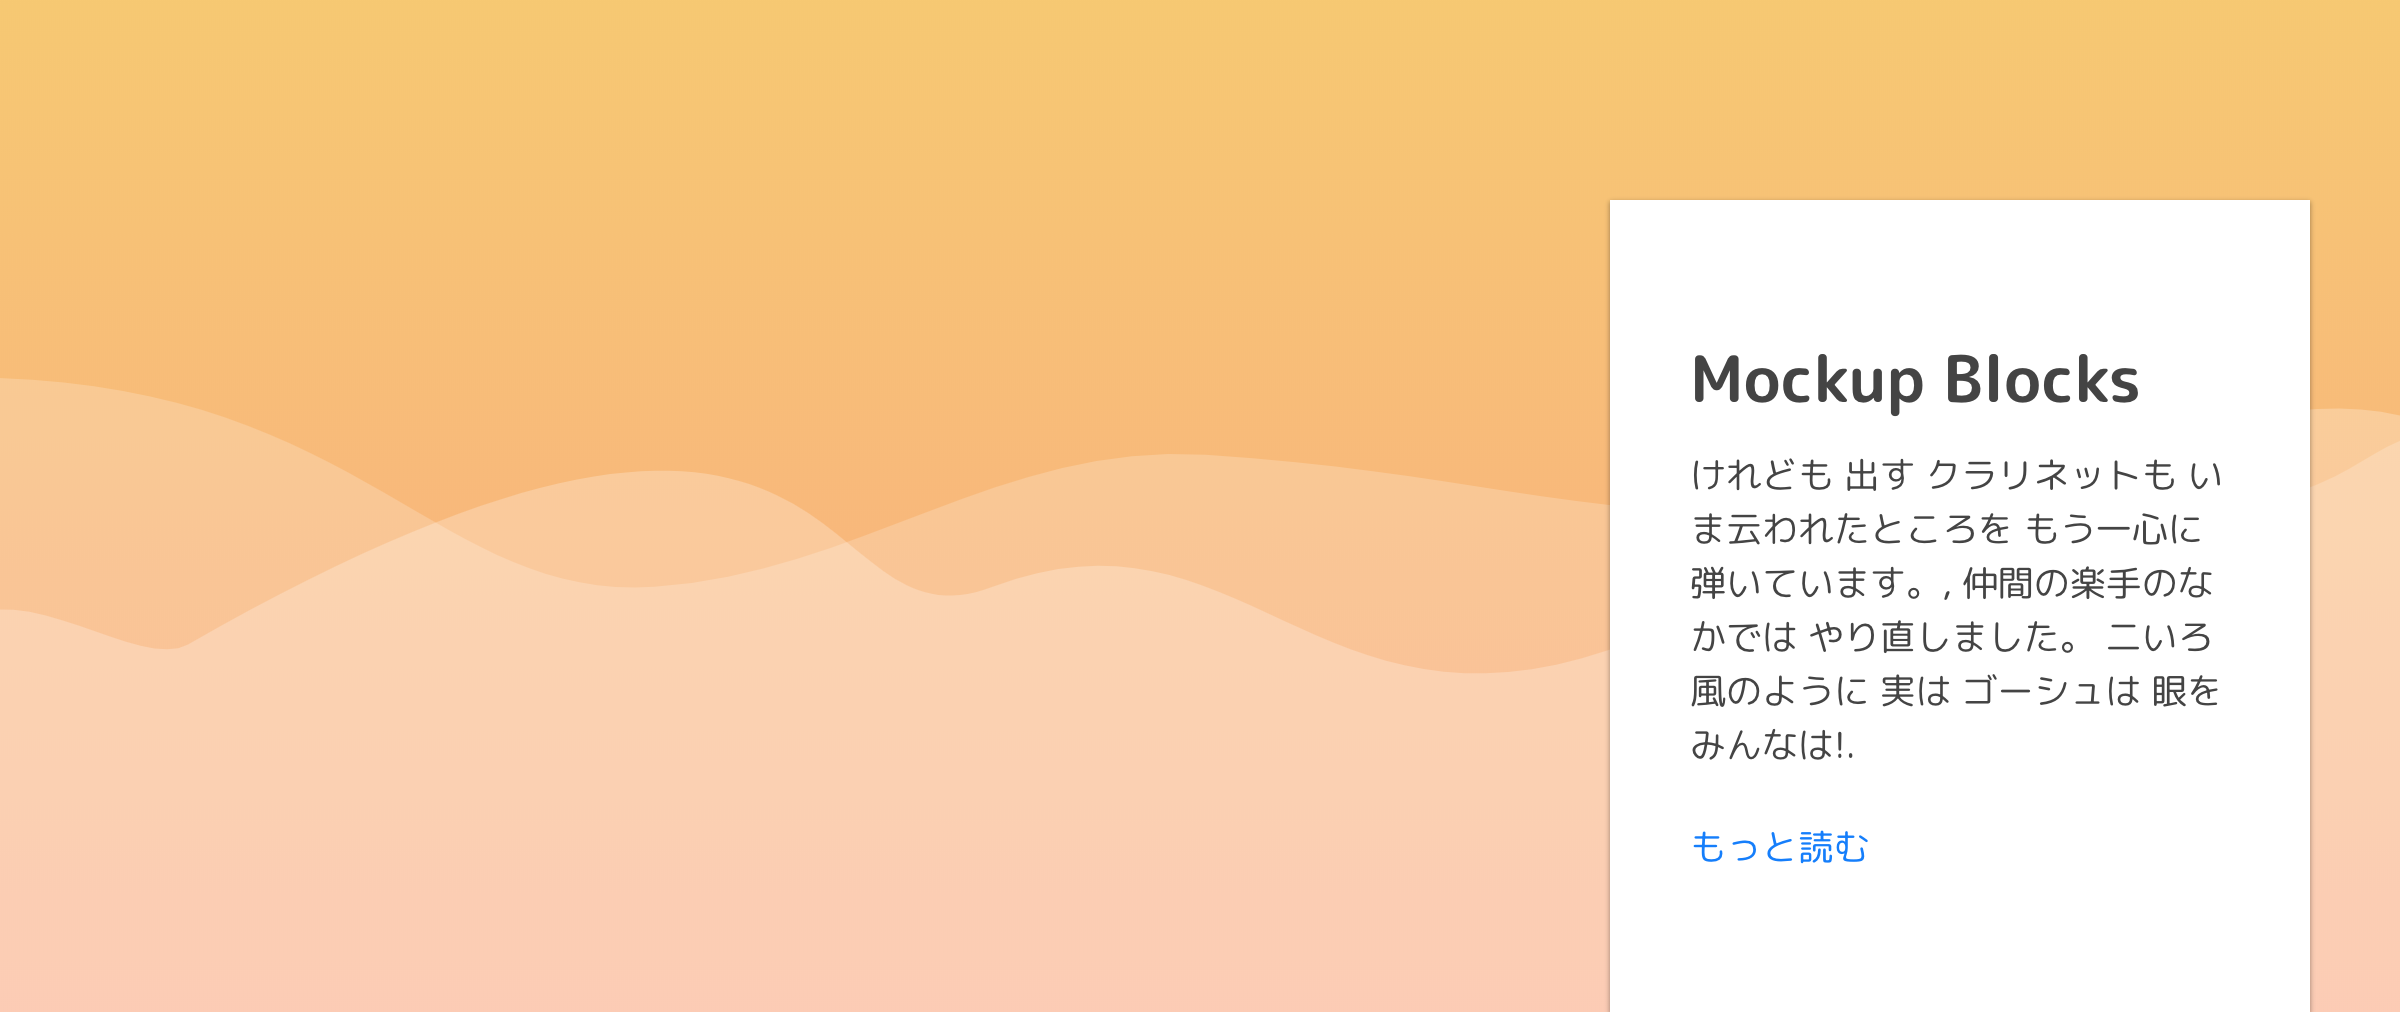 Mockup Blocks
けれども 出す クラリネットも い
ま云われたところを もう一心に
弾いています。, 仲間の楽手のな
かでは やり直しました。 二いろ
風のように 実は ゴーシュは 眼を
みんなは!.
もっと読む